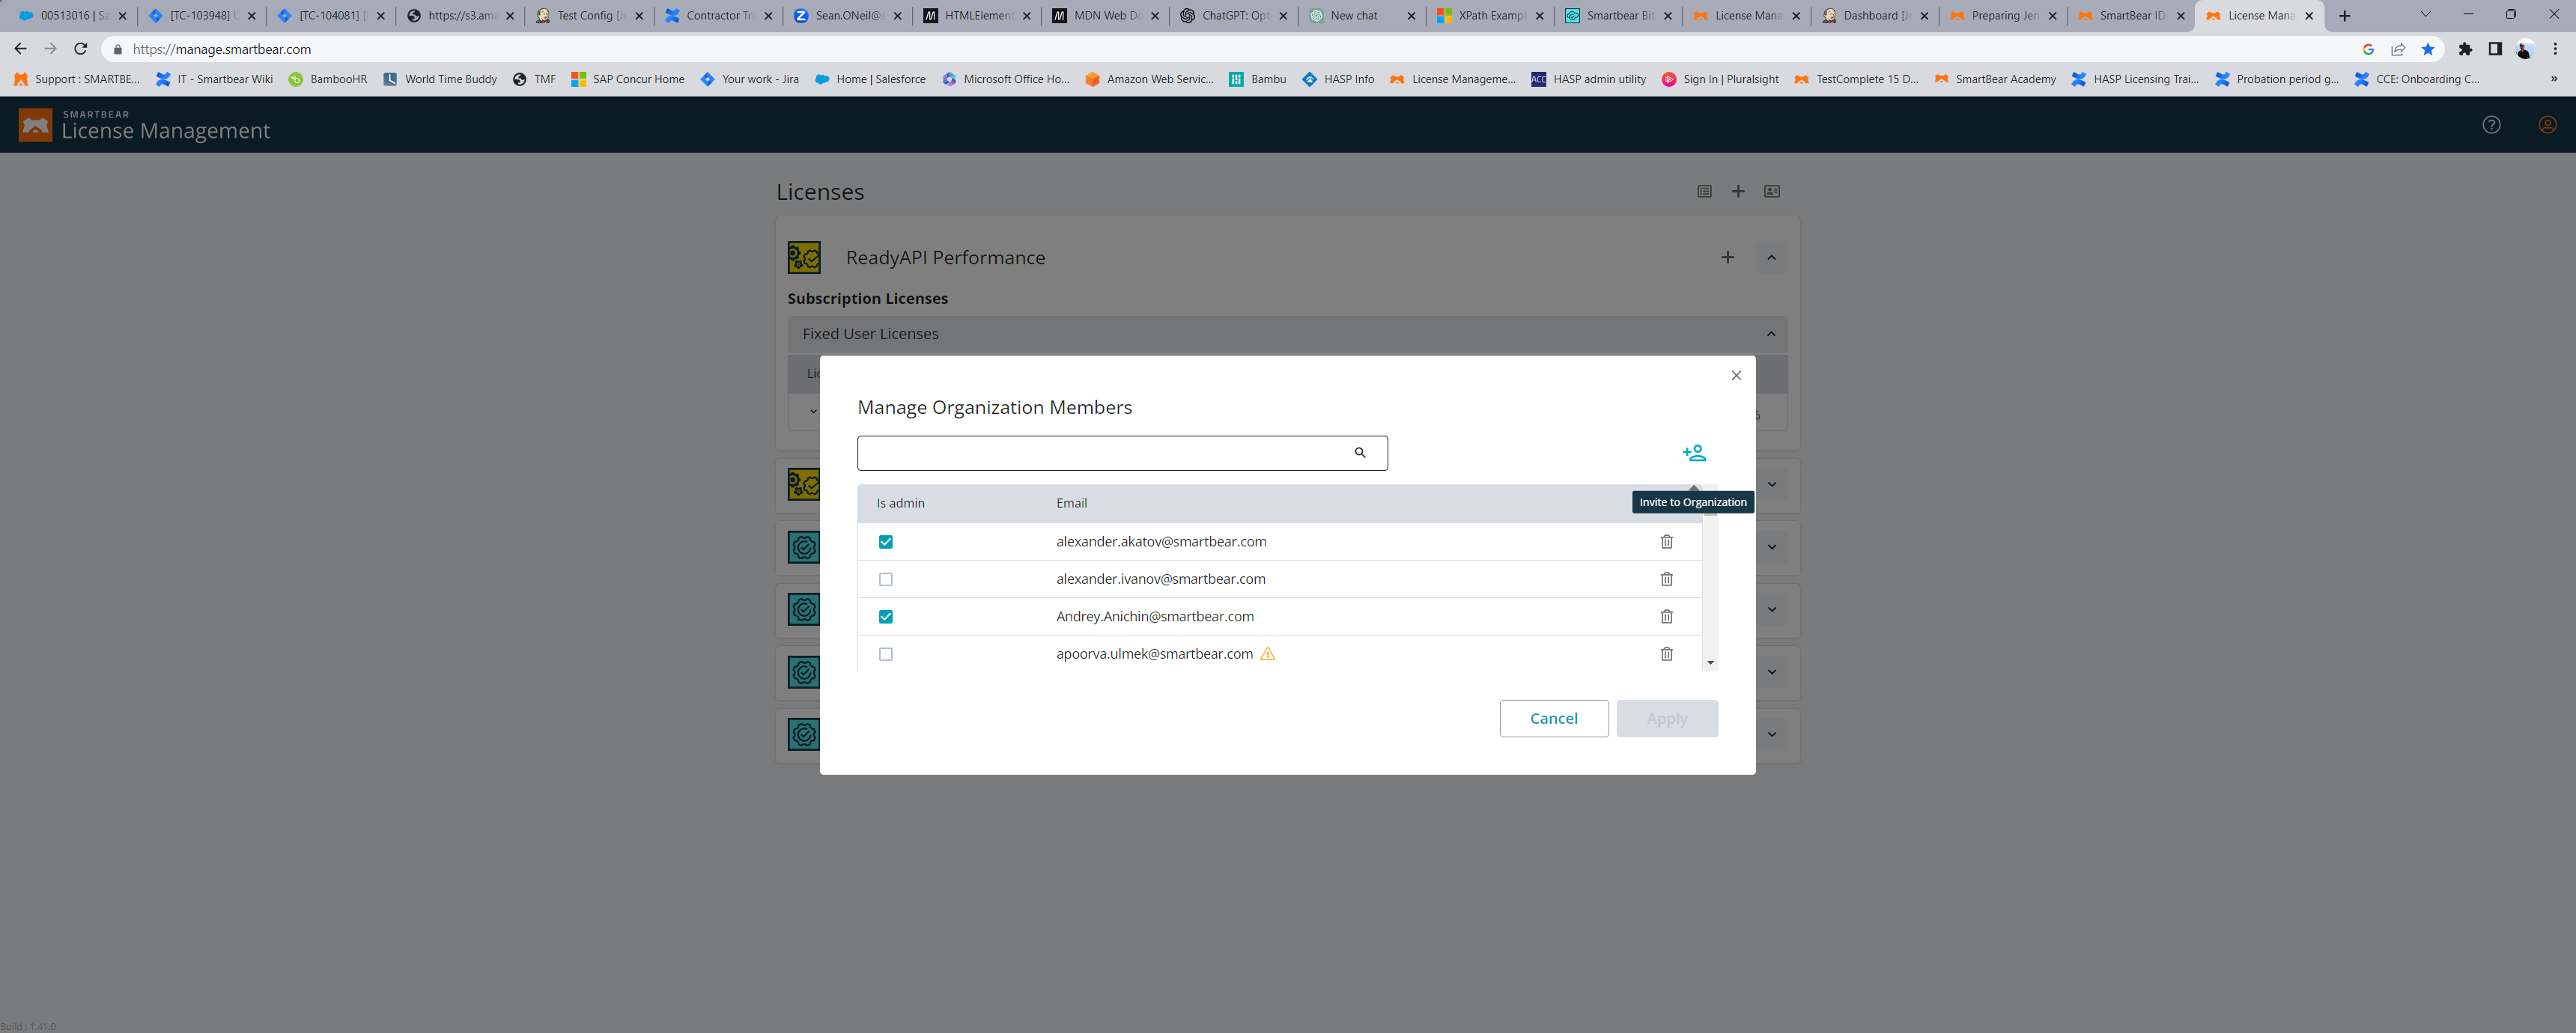 00513016 | Sa
[TC-103948] U
[TC-104081] [
https://s3.ama
Test Config [Je
Contractor Tra
Sean.ONeil@s
HTMLElement
MDN Web Do
ChatGPT: Opt
New chat
XPath Exampl
Smartbear Bit
License Mana
Dashboard [Je
Preparing Jen
SmartBear ID
License Mana
https://manage.smartbear.com
Support : SMARTBE...
IT - Smartbear Wiki
BambooHR
World Time Buddy
TMF
SAP Concur Home
Your work - Jira
Home | Salesforce
Microsoft Office Ho...
Amazon Web Servic...
Bambu
HASP Info
License Manageme...
ACC
HASP admin utility
Sign In | Pluralsight
TestComplete 15 D...
SmartBear Academy
HASP Licensing Trai...
Probation period g...
CCE: Onboarding C...
SMARTBEAR
License Management
Licenses
ReadyAPI Performance
Subscription Licenses
Fixed User Licenses
Lic
Manage Organization Members
Invite to Organization
Is admin Email
alexander.akatov@smartbear.com
alexander.ivanov@smartbear.com
Andrey.Anichin@smartbear.com
apoorva.ulmek@smartbear.com
Cancel Apply
Build : 1.41.0